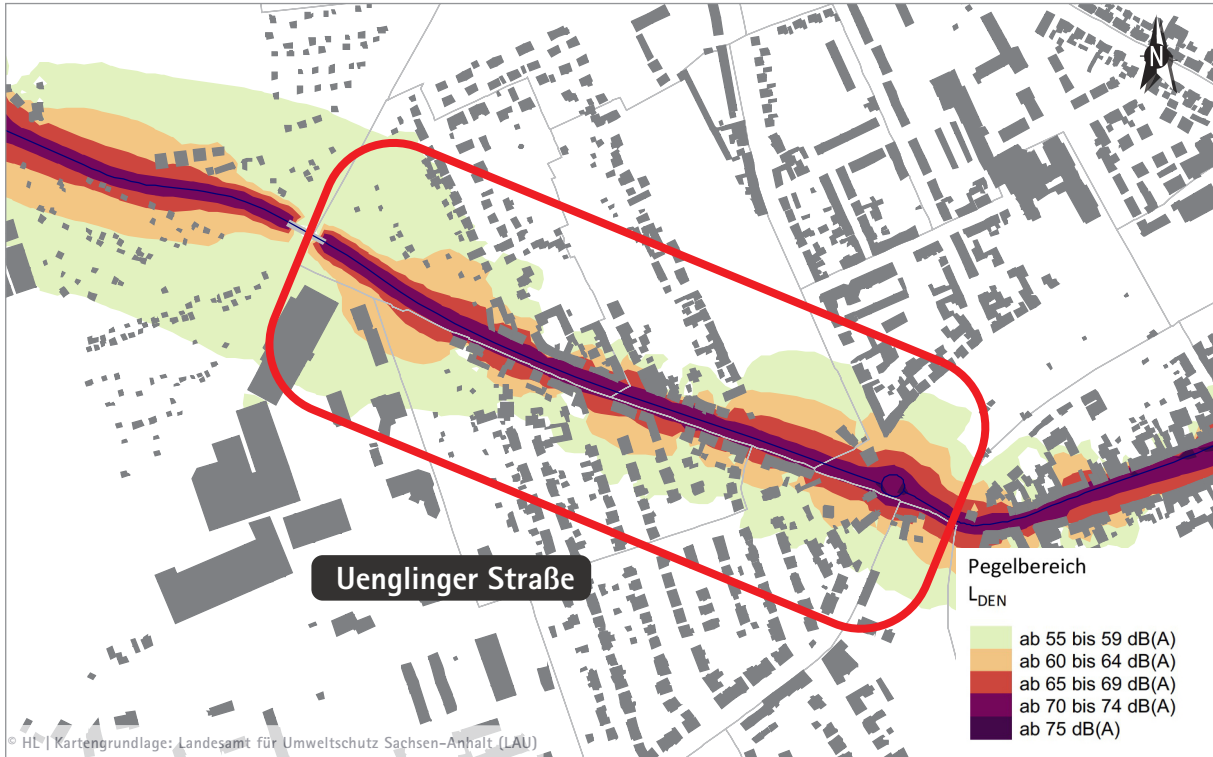 N
Uenglinger Straße
Pegelbereich
LDEN
ab 55 bis 59 dB(A)
ab 60 bis 64 dB(A)
ab 65 bis 69 dB(A)
ab 70 bis 74 dB(A)
ab 75 dB(A)
© HL | Kartengrundlage: Landesamt für Umweltschutz Sachsen-Anhalt (LAU)